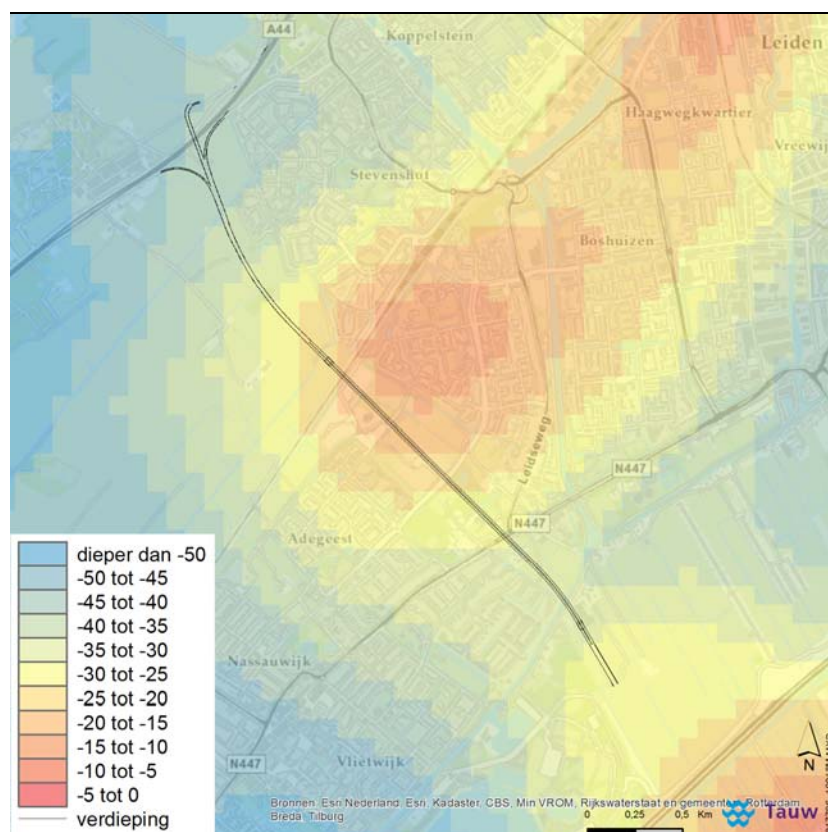 A44
Koppelstein
Leiden
Haagwegkwartier
Vreewij
Stevenshof
Boshuizen
Leidseweg
N447
N447
Adegeest
Nassauwijk
N447
Vlietwijk
dieper dan -50
-50 tot -45
-45 tot -40
-40 tot -35
-35 tot -30
-30 tot -25
-25 tot -20
-20 tot -15
-15 tot -10
-10 tot -5
-5 tot 0
verdieping
N
Bronnen: Esri Nederland, Esri, Kadaster, CBS, Min VROM, Rijkswaterstaat en gemeenten: Rotterdam
Breda, Tilburg
0 0,25 0,5 Km
Tauw